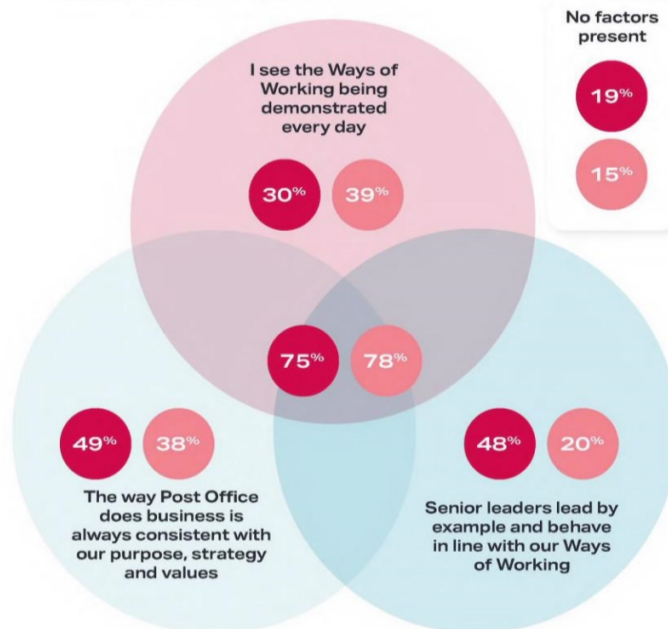 No factors
present
19%
15%
I see the Ways of
Working being
demonstrated
every day
30% 39%
75% 78%
49% 38%
The way Post Office
does business is
always consistent with
our purpose, strategy
and values
48% 20%
Senior leaders lead by
example and behave
in line with our Ways
of Working